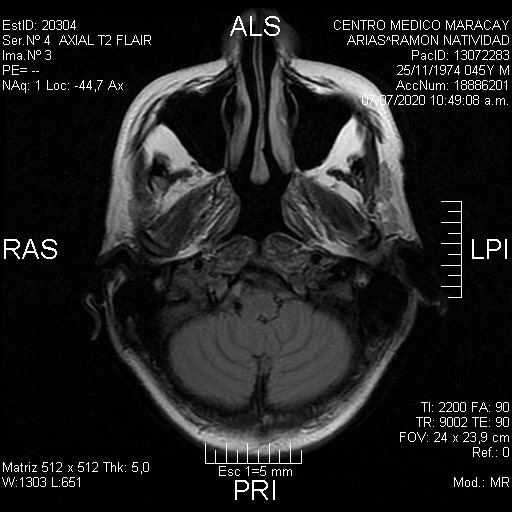 EstID: 20304
Ser.Nº 4 AXIAL T2 FLAIR
Ima.Nº 3
PE= --
NAq: 1 Loc: -44,7 Ax
ALS
CENTRO MEDICO MARACAY
ARIAS^RAMON NATIVIDAD
PacID: 13072283
25/11/1974 045Y M
AccNum: 18886201
07/07/2020 10:49:08 a.m.
RAS
LPI
TI: 2200 FA: 90
TR: 9002 TE: 90
FOV: 24 x 23,9 cm
Ref.: 0
Matriz 512 x 512 Thk: 5,0
W:1303 L:651
Esc 1=5 mm
PRI
Mod.: MR